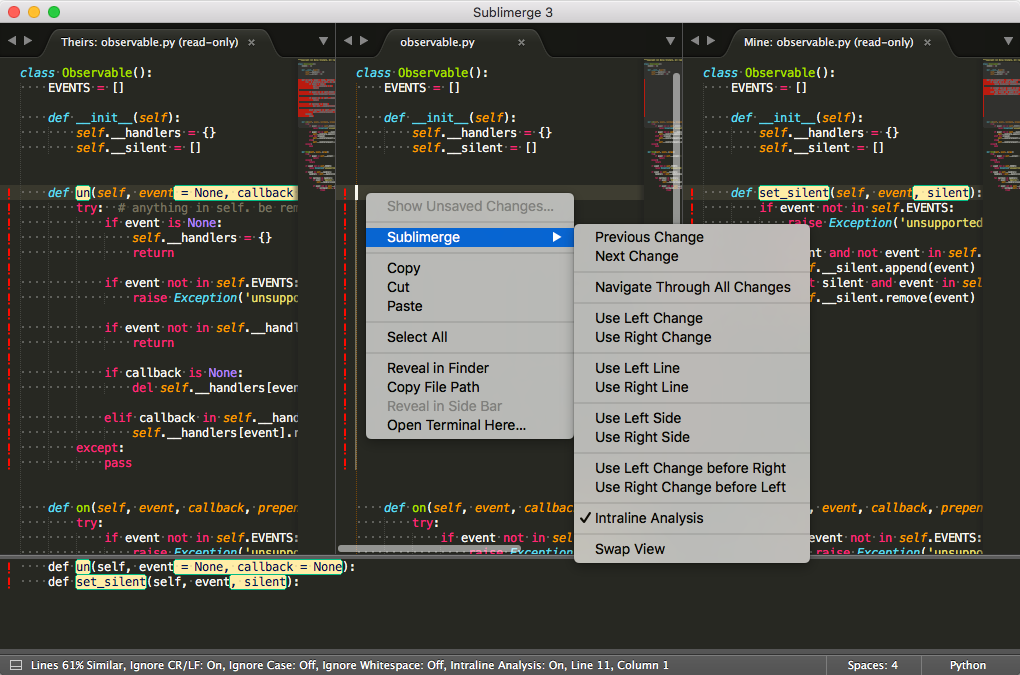 Sublimerge 3
Theirs: observable.py (read-only) ×
observable.py ×
Mine: observable.py (read-only) ×
class Observable():
EVENTS = []
def __init__(self):
self.__handlers = {}
self.__silent = []
def un(self, event = None, callback
try: # anything in self. be rem
if event is None:
self.__handlers = {}
return
if event not in self.EVENTS:
raise Exception('unsuppo
if event not in self.__handl
return
if callback is None:
del self.__handlers[even
elif callback in self.__hand
self.__handlers[event].r
except:
pass
def on(self, event, callback, prepen
try:
if event not in self.EVENTS:
raise Exception('unsuppo
class Observable():
EVENTS = []
def __init__(self):
self.__handlers = {}
self.__silent = []
def on(self, event, callba
try:
if event not in
raise Exception
Show Unsaved Changes...
Sublimerge
Copy
Cut
Paste
Select All
Reveal in Finder
Copy File Path
Reveal in Side Bar
Open Terminal Here...
Previous Change
Next Change
Navigate Through All Changes
Use Left Change
Use Right Change
Use Left Line
Use Right Line
Use Left Side
Use Right Side
Use Left Change before Right
Use Right Change before Left
✓ Intraline Analysis
Swap View
class Observable():
EVENTS = []
def __init__(self):
self.__handlers = {}
self.__silent = []
def set_silent(self, event, silent):
if event not in self.EVENTS:
raise Exception('unsupported
t and not event in self.
f.__silent.append(event)
silent and event in sel
f.__silent.remove(event)
event, callback, prepen
event not in self.EVENTS:
raise Exception('unsuppo
def un(self, event = None, callback = None):
def set_silent(self, event, silent):
Lines 61% Similar, Ignore CR/LF: On, Ignore Case: Off, Ignore Whitespace: Off, Intraline Analysis: On, Line 11, Column 1
Spaces: 4
Python